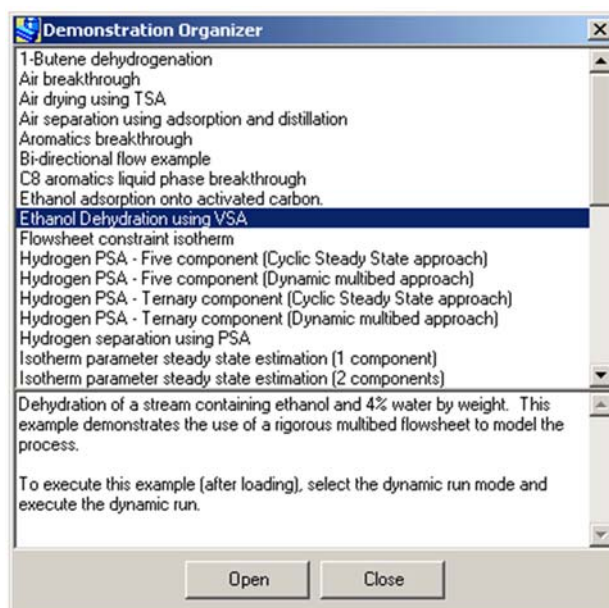 Demonstration Organizer
1-Butene dehydrogenation
Air breakthrough
Air drying using TSA
Air separation using adsorption and distillation
Aromatics breakthrough
Bi-directional flow example
C8 aromatics liquid phase breakthrough
Ethanol adsorption onto activated carbon.
Ethanol Dehydration using VSA
Flowsheet constraint isotherm
Hydrogen PSA - Five component (Cyclic Steady State approach)
Hydrogen PSA - Five component (Dynamic multibed approach)
Hydrogen PSA - Ternary component (Cyclic Steady State approach)
Hydrogen PSA - Ternary component (Dynamic multibed approach)
Hydrogen separation using PSA
Isotherm parameter steady state estimation (1 component)
Isotherm parameter steady state estimation (2 components)
Dehydration of a stream containing ethanol and 4% water by weight. This
example demonstrates the use of a rigorous multibed flowsheet to model the
process.
To execute this example (after loading), select the dynamic run mode and
execute the dynamic run.
Open
Close